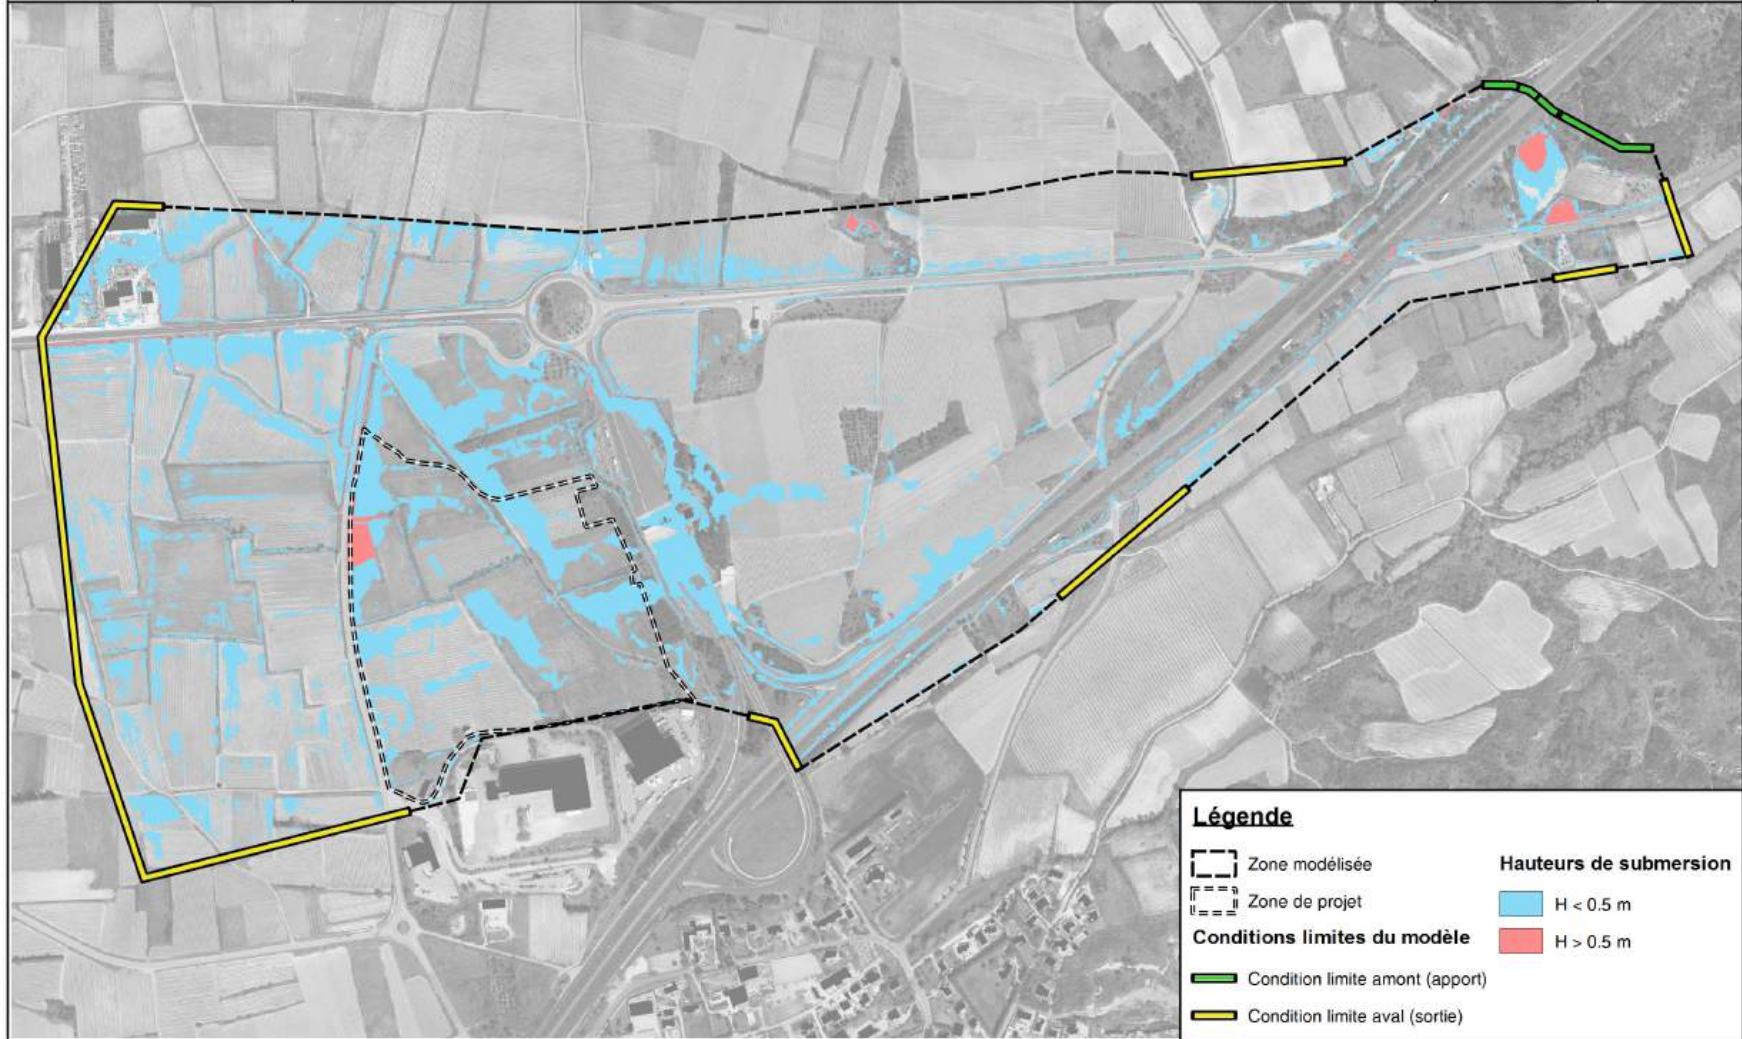 Légende
Zone modélisée
Zone de projet
Conditions limites du modèle
Condition limite amont (apport)
Condition limite aval (sortie)
Hauteurs de submersion
H < 0.5 m
H > 0.5 m